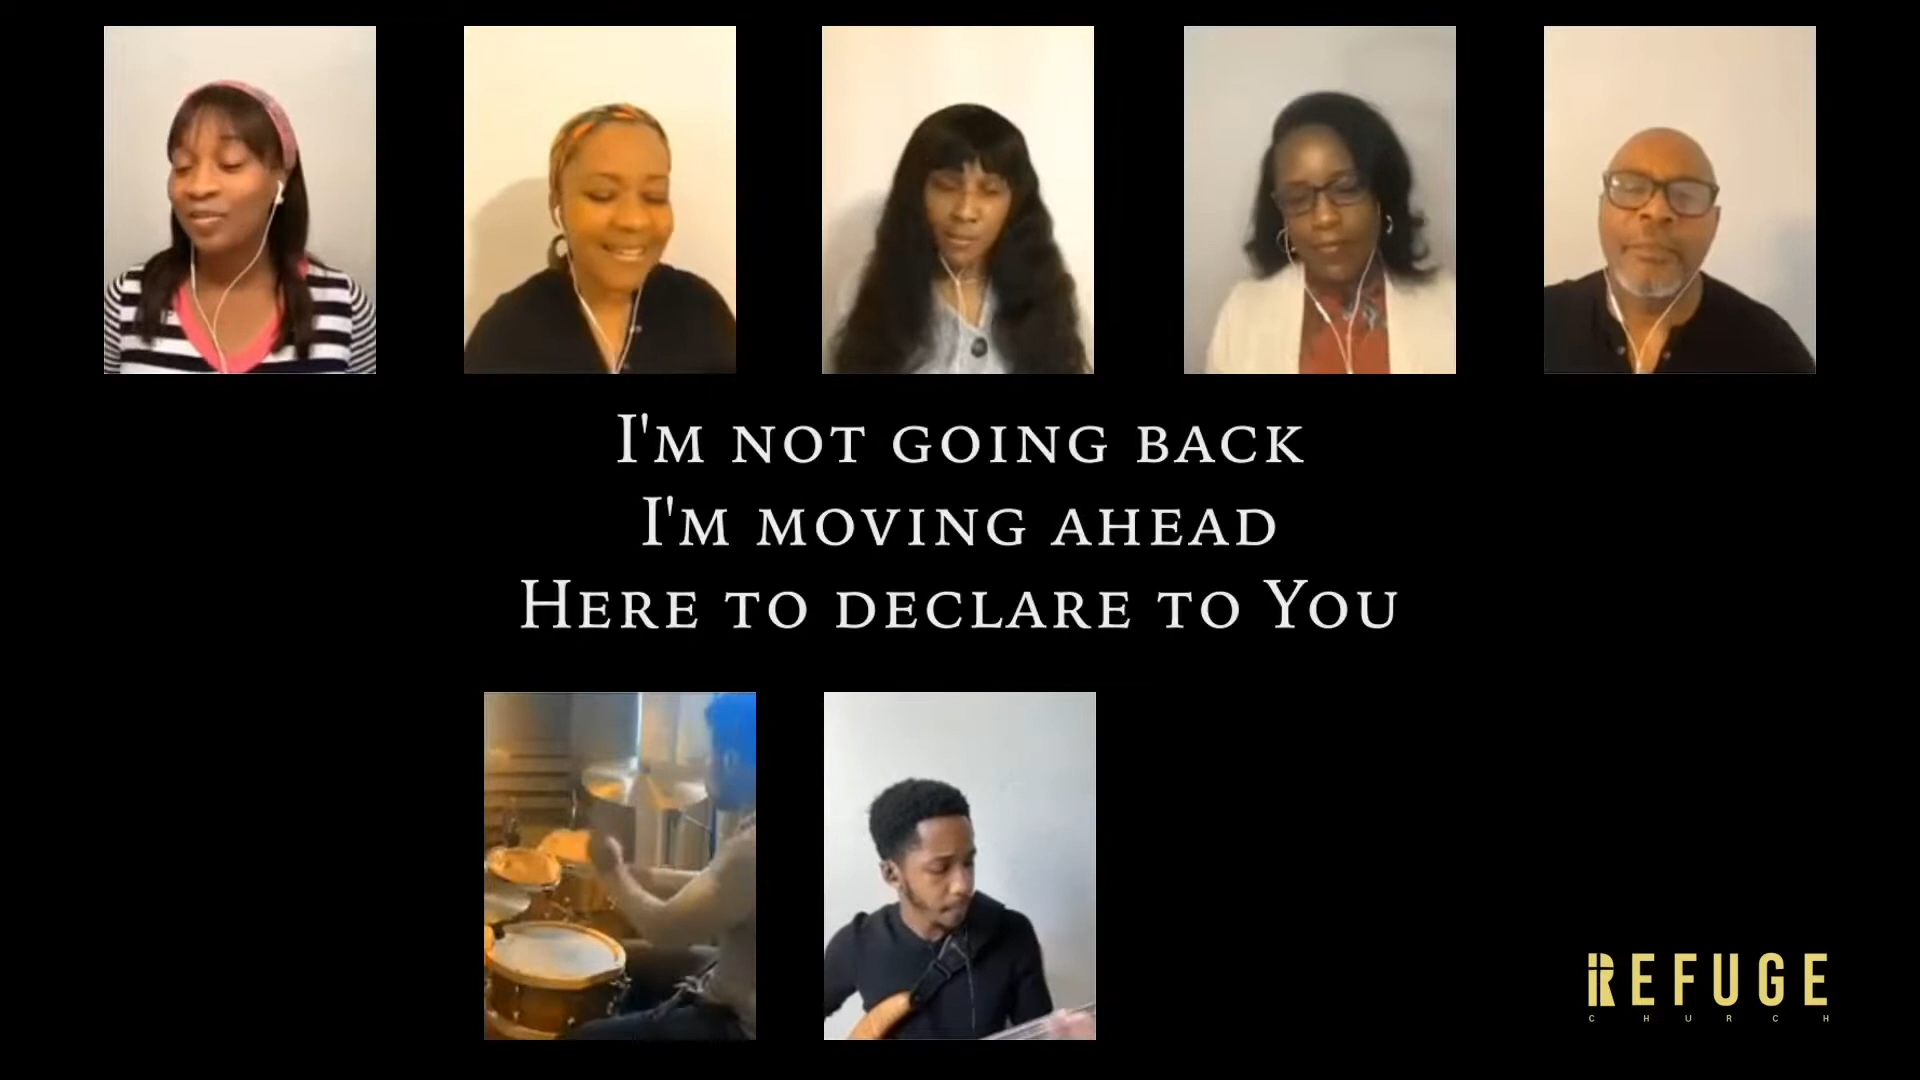 I'm not going back
I'm moving ahead
Here to declare to You
REFUGE
CHURCH